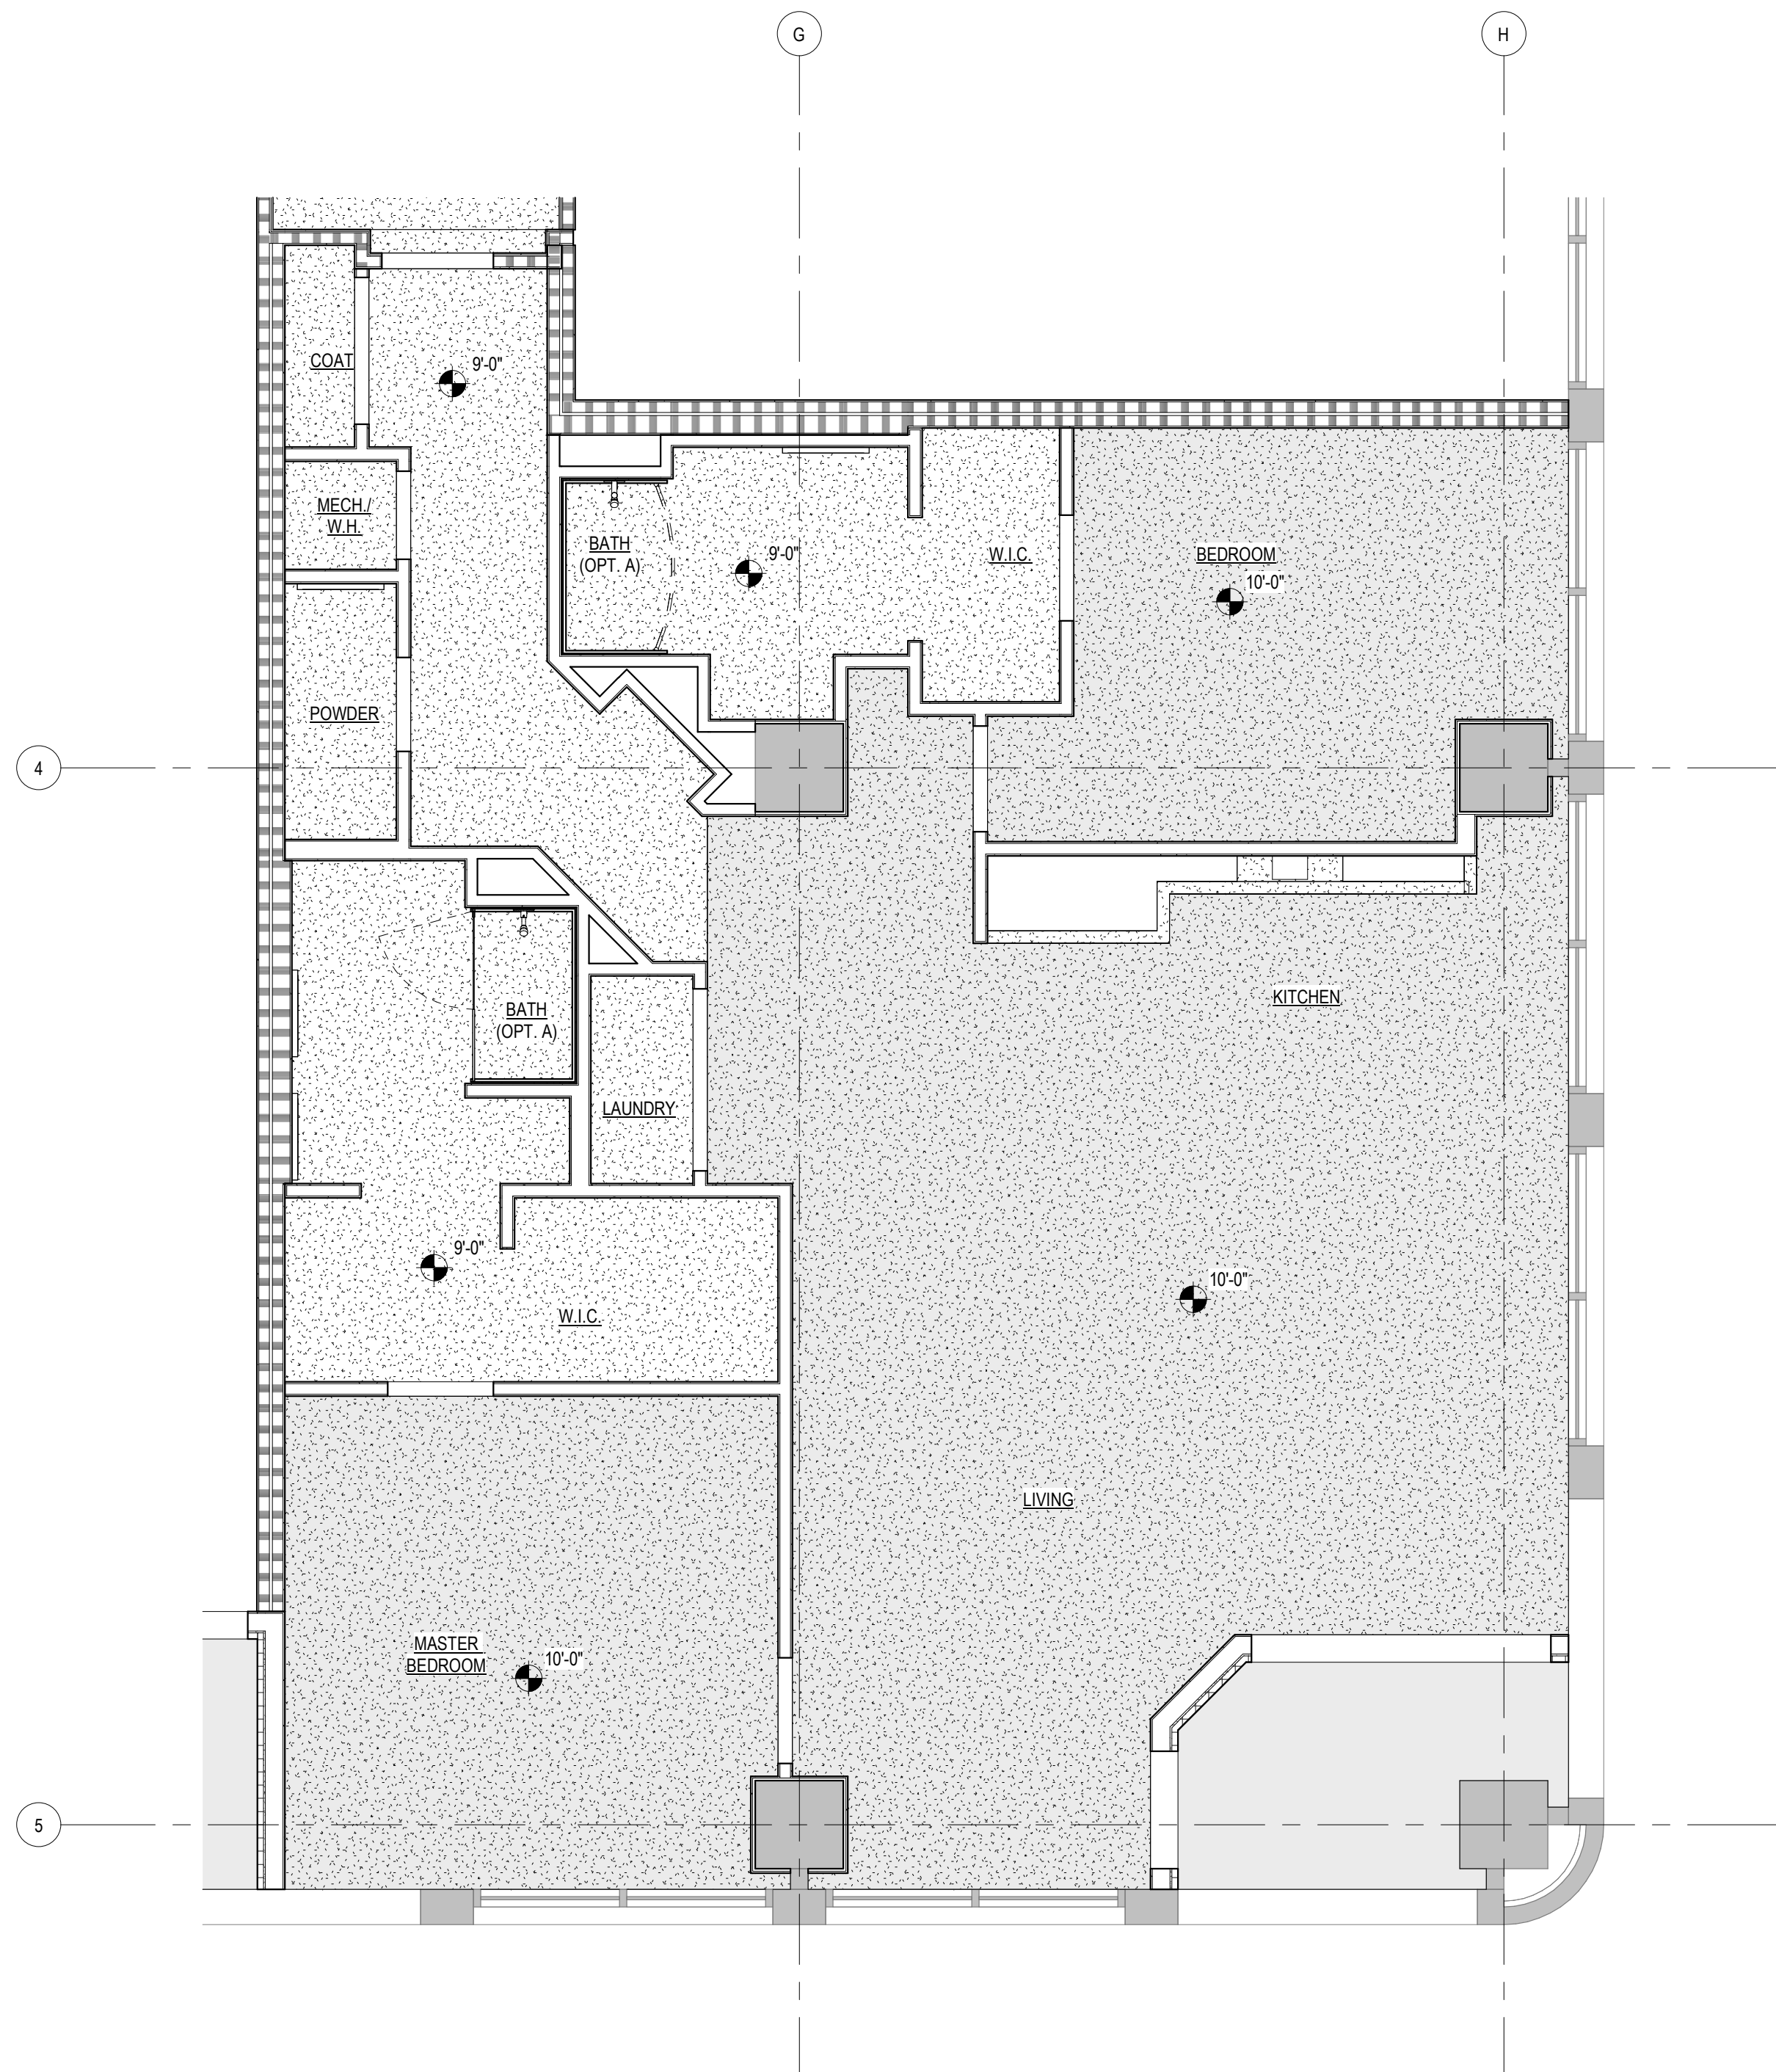 G
H
COAT
9'-0"
MECH./
W.H.
BATH
(OPT. A)
9'-0"
W.I.C.
BEDROOM
10'-0"
POWDER
4
KITCHEN
BATH
(OPT. A)
LAUNDRY
9'-0"
10'-0"
W.I.C.
LIVING
MASTER
BEDROOM
10'-0"
5